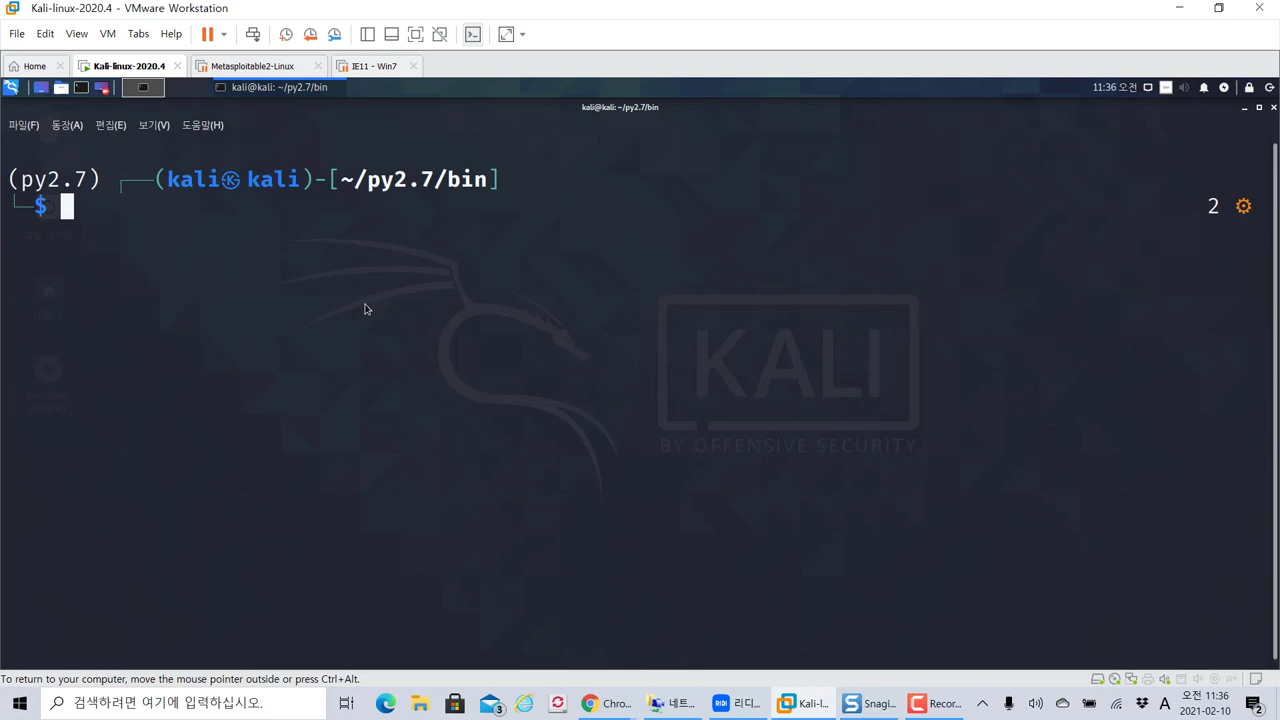 Kali-linux-2020.4 - VMware Workstation
File Edit View VM Tabs Help
Home Kali-linux-2020.4 Metasploitable2-Linux IE11 - Win7
kali@kali: ~/py2.7/bin 11:36 오전
kali@kali: ~/py2.7/bin
파일(F) 동장(A) 편집(E) 보기(V) 도움말(H)
(py2.7) ┌──(kali㉿kali)-[~/py2.7/bin]
└─$ 2
KALI
BY OFFENSIVE SECURITY
To return to your computer, move the mouse pointer outside or press Ctrl+Alt.
검색하려면 여기에 입력하십시오. 3 Chro... 네트... RIDI 리디... Kali-l... Snagi... Recor... A 오전 11:36
2021-02-10 2